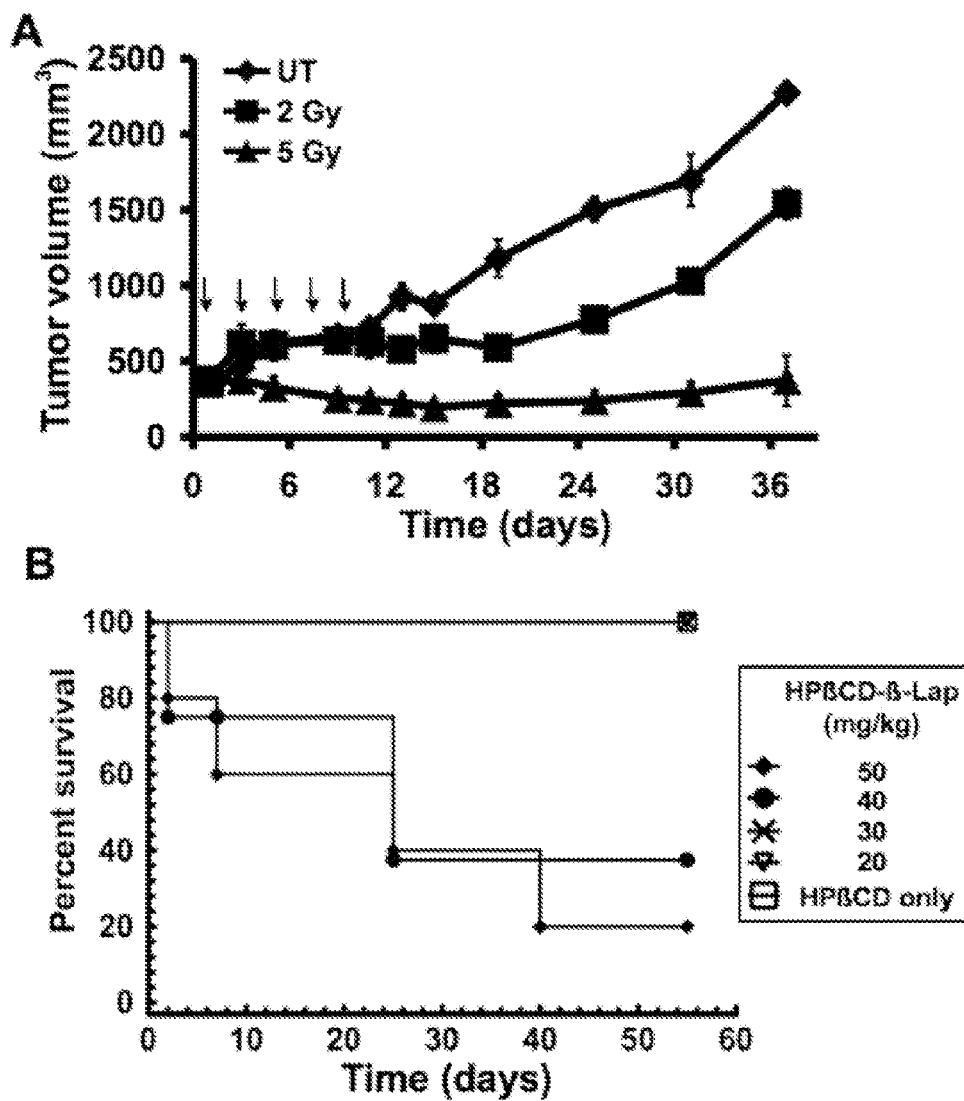 A
Tumor volume (mm³)
2500
2000
1500
1000
500
0
UT
2 Gy
5 Gy
0 6 12 18 24 30 36
Time (days)
B
Percent survival
100
80
60
40
20
0
0 10 20 30 40 50 60
Time (days)
HPßCD-ß-Lap
(mg/kg)
50
40
30
20
HPßCD only